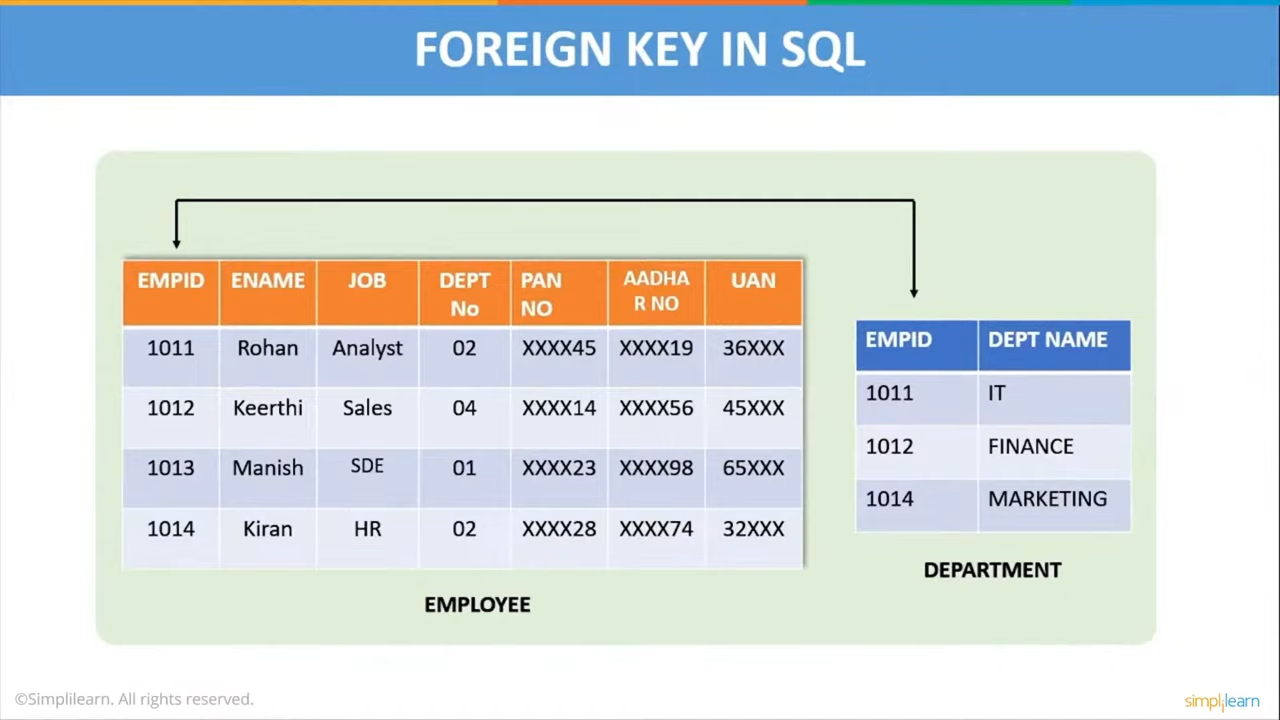 FOREIGN KEY IN SQL
EMPID ENAME JOB DEPT No PAN NO AADHA R NO UAN
1011 Rohan Analyst 02 XXXX45 XXXX19 36XXX
1012 Keerthi Sales 04 XXXX14 XXXX56 45XXX
1013 Manish SDE 01 XXXX23 XXXX98 65XXX
1014 Kiran HR 02 XXXX28 XXXX74 32XXX
EMPLOYEE
EMPID DEPT NAME
1011 IT
1012 FINANCE
1014 MARKETING
DEPARTMENT
©Simplilearn. All rights reserved.
simplilearn